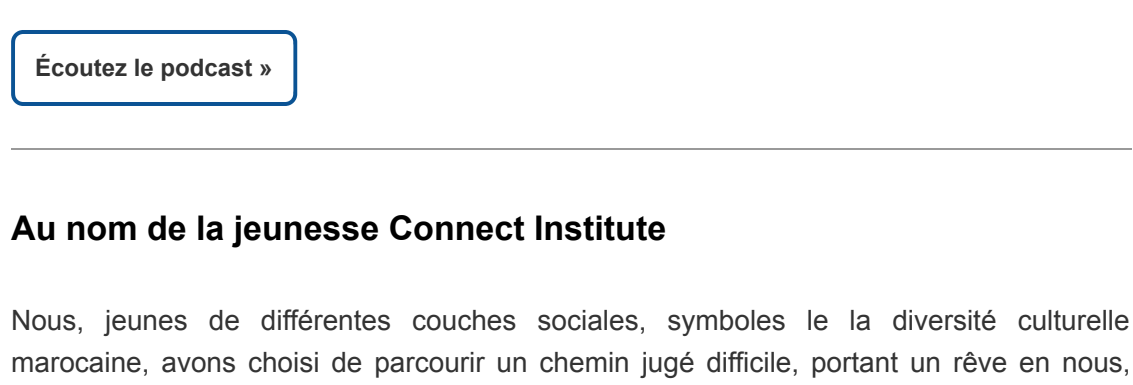 Écoutez le podcast »
Au nom de la jeunesse Connect Institute
Nous, jeunes de différentes couches sociales, symboles le la diversité culturelle
marocaine, avons choisi de parcourir un chemin jugé difficile, portant un rêve en nous,